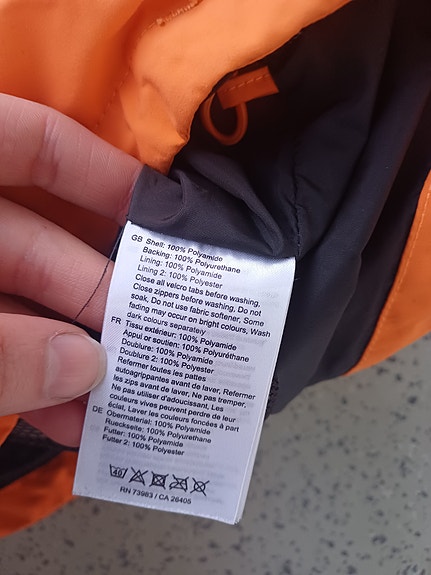 GB Shell: 100% Polyamide
Backing: 100% Polyurethane
Lining: 100% Polyamide
Lining 2: 100% Polyester
Close all velcro tabs before washing,
Close zippers before washing, Do not
soak, Do not use fabric softener, Some
fading may occur on bright colours, Wash
dark colours separately
FR Tissu extérieur: 100% Polyamide
Appui or soutien: 100% Polyuréthane
Doublure: 100% Polyamide
Doublure 2: 100% Polyester
Refermer toutes les pattes
autoagrippantes avant de laver, Refermer
les zips avant de laver, Ne pas tremper,
Ne pas utiliser d'adoucissant, Les
couleurs vives peuvent perdre de leur
éclat, Laver les couleurs foncées à part
DE Obermaterial: 100% Polyamide
Rueckseite: 100% Polyurethane
Futter: 100% Polyamide
Futter 2: 100% Polyester
40
RN 73983 / CA 26405